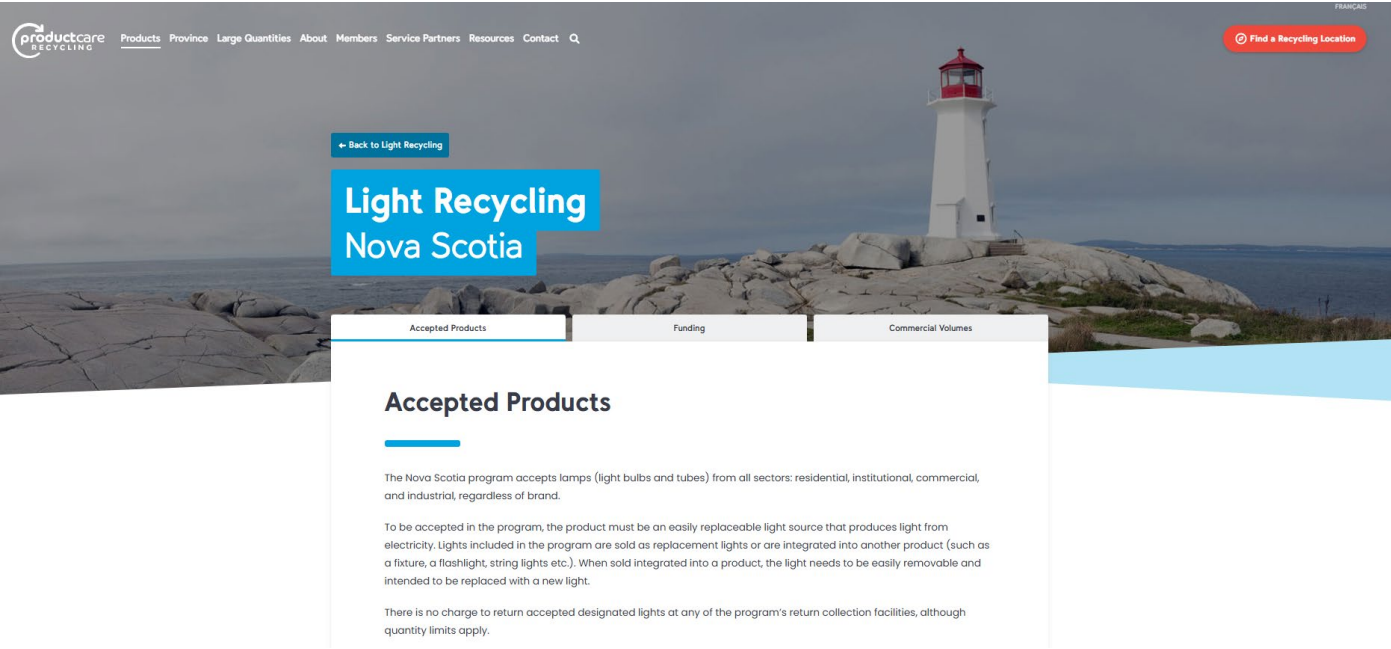 FRANÇAIS
productcare
RECYCLING
Products Province Large Quantities About Members Service Partners Resources Contact
Find a Recycling Location
← Back to Light Recycling
Light Recycling
Nova Scotia
Accepted Products
Funding
Commercial Volumes
Accepted Products
The Nova Scotia program accepts lamps (light bulbs and tubes) from all sectors: residential, institutional, commercial,
and industrial, regardless of brand.
To be accepted in the program, the product must be an easily replaceable light source that produces light from
electricity. Lights included in the program are sold as replacement lights or are integrated into another product (such as
a fixture, a flashlight, string lights etc.). When sold integrated into a product, the light needs to be easily removable and
intended to be replaced with a new light.
There is no charge to return accepted designated lights at any of the program's return collection facilities, although
quantity limits apply.